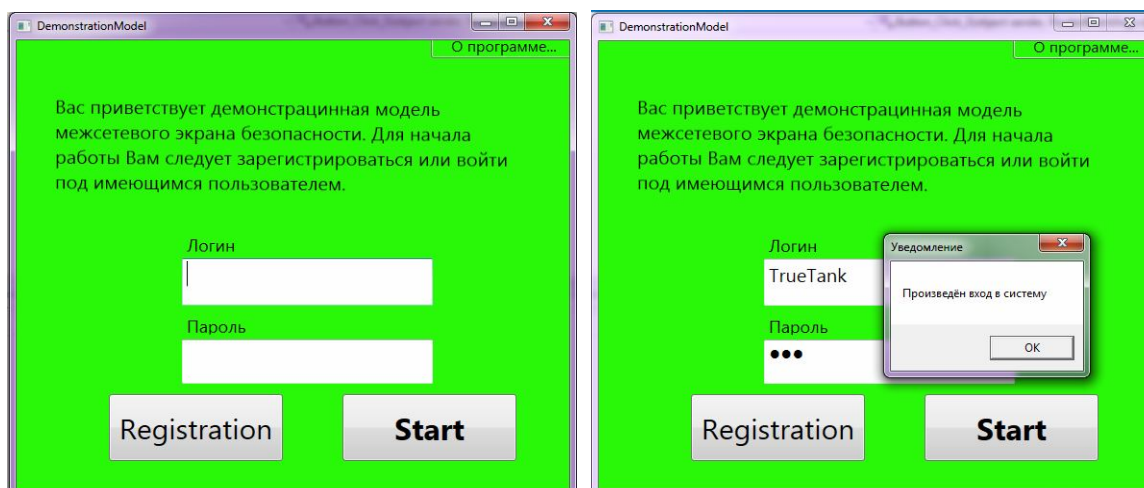 DemonstrationModel
О программе...
Вас приветствует демонстрацинная модель
межсетевого экрана безопасности. Для начала
работы Вам следует зарегистрироваться или войти
под имеющимся пользователем.
Логин
Пароль
Registration
Start
DemonstrationModel
О программе...
Вас приветствует демонстрацинная модель
межсетевого экрана безопасности. Для начала
работы Вам следует зарегистрироваться или войти
под имеющимся пользователем.
Логин
TrueTank
Пароль
●●●
Уведомление
Произведён вход в систему
OK
Registration
Start